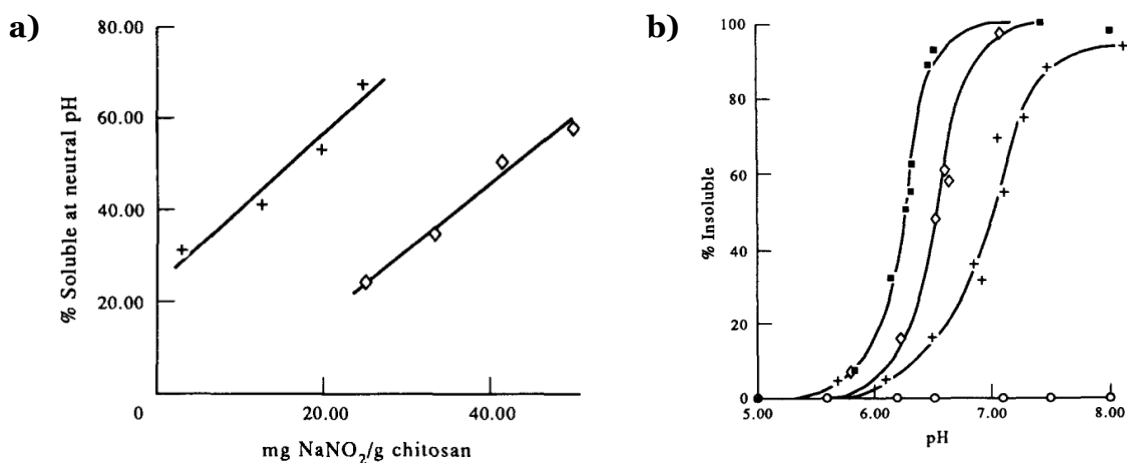 a)
80.00
60.00
40.00
20.00
0
20.00
40.00
% Soluble at neutral pH
mg NaNO₂/g chitosan
b)
100
80
60
40
20
0
5.00
6.00
7.00
8.00
% Insoluble
pH